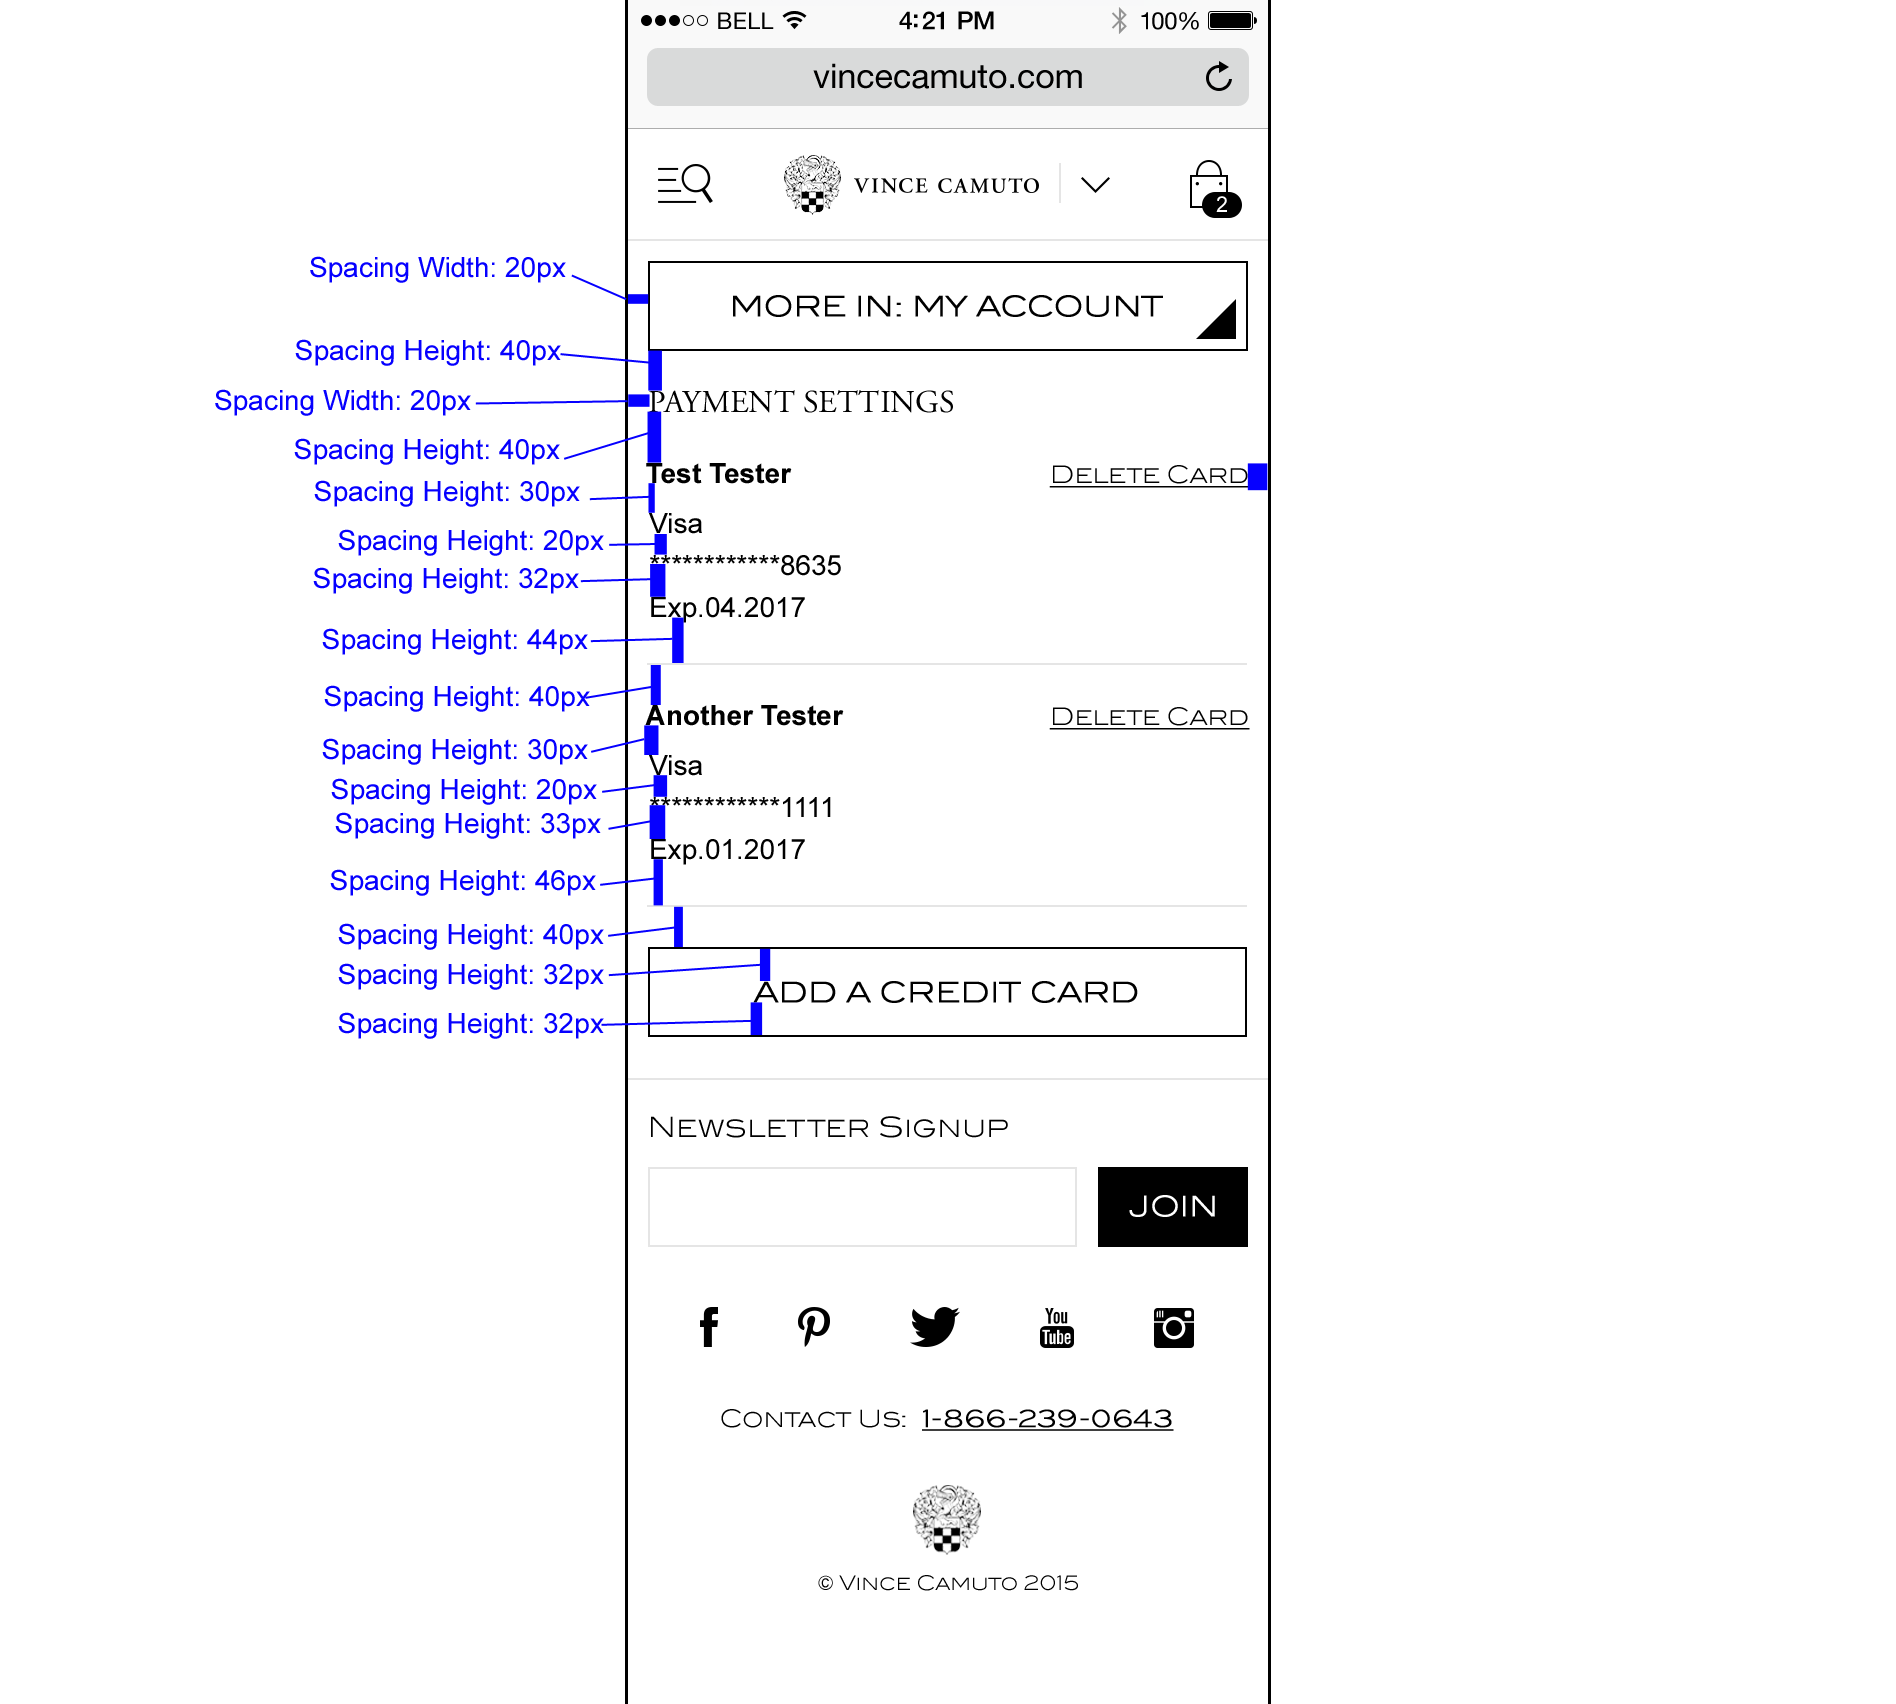 BELL 4:21 PM 100%
vincecamuto.com
VINCE CAMUTO
2
Spacing Width: 20px
MORE IN: MY ACCOUNT
Spacing Height: 40px
Spacing Width: 20px
PAYMENT SETTINGS
Spacing Height: 40px
Test Tester DELETE CARD
Spacing Height: 30px
Visa
Spacing Height: 20px
************8635
Spacing Height: 32px
Exp.04.2017
Spacing Height: 44px
Spacing Height: 40px
Another Tester DELETE CARD
Spacing Height: 30px
Visa
Spacing Height: 20px
************1111
Spacing Height: 33px
Exp.01.2017
Spacing Height: 46px
Spacing Height: 40px
Spacing Height: 32px
ADD A CREDIT CARD
Spacing Height: 32px
NEWSLETTER SIGNUP
JOIN
You
Tube
CONTACT US: 1-866-239-0643
© VINCE CAMUTO 2015